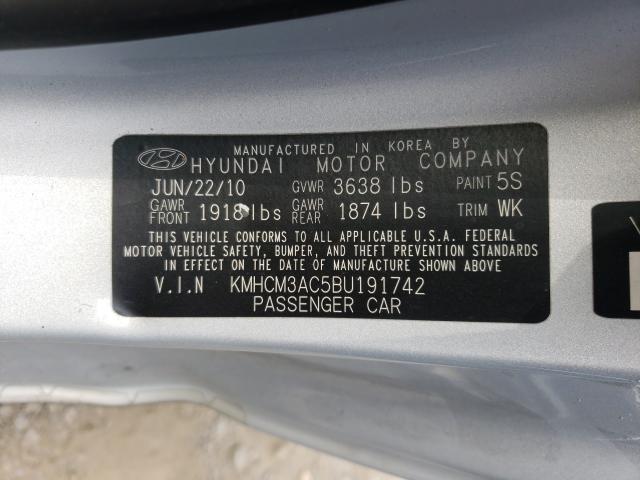 MANUFACTURED IN KOREA BY
HYUNDAI MOTOR COMPANY
JUN/22/10 GVWR 3638 lbs PAINT 5S
GAWR FRONT 1918 lbs GAWR REAR 1874 lbs TRIM WK
THIS VEHICLE CONFORMS TO ALL APPLICABLE U.S.A. FEDERAL
MOTOR VEHICLE SAFETY, BUMPER, AND THEFT PREVENTION STANDARDS
IN EFFECT ON THE DATE OF MANUFACTURE SHOWN ABOVE
V.I.N KMHCM3AC5BU191742
PASSENGER CAR